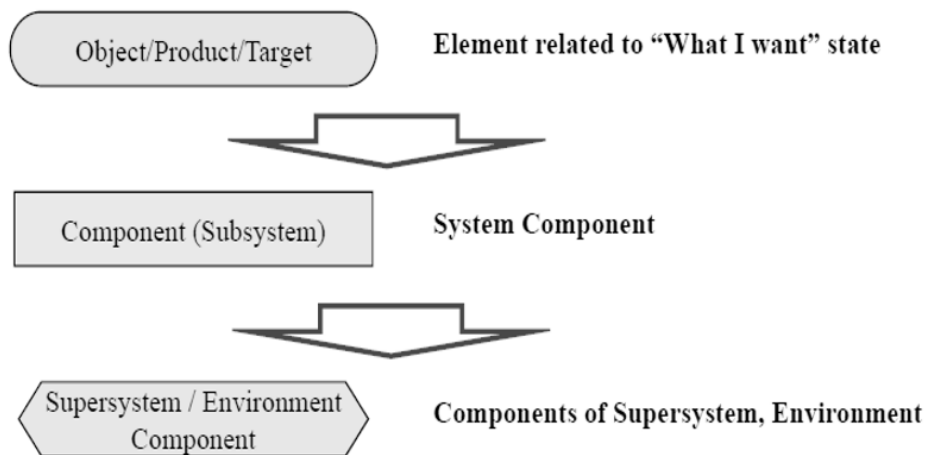 Object/Product/Target
Element related to “What I want” state
Component (Subsystem)
System Component
Supersystem / Environment
Component
Components of Supersystem, Environment